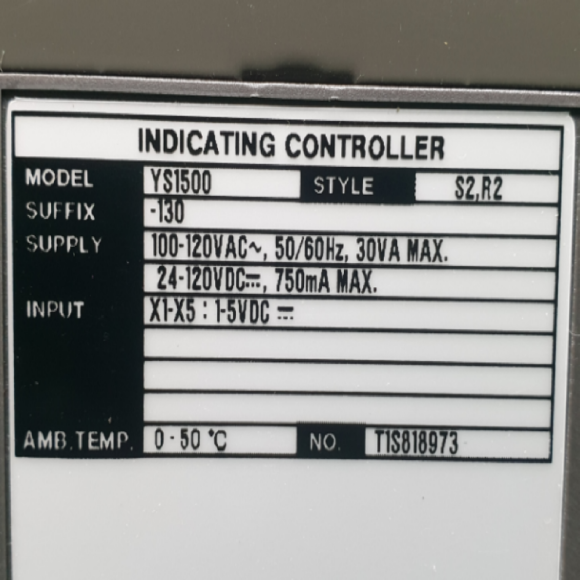 INDICATING CONTROLLER
MODEL YS1500 STYLE S2,R2
SUFFIX -130
SUPPLY 100-120VAC~, 50/60Hz, 30VA MAX.
24-120VDC⎓, 750mA MAX.
INPUT X1-X5 : 1-5VDC ⎓
AMB.TEMP. 0 - 50 °C NO. T1S818973